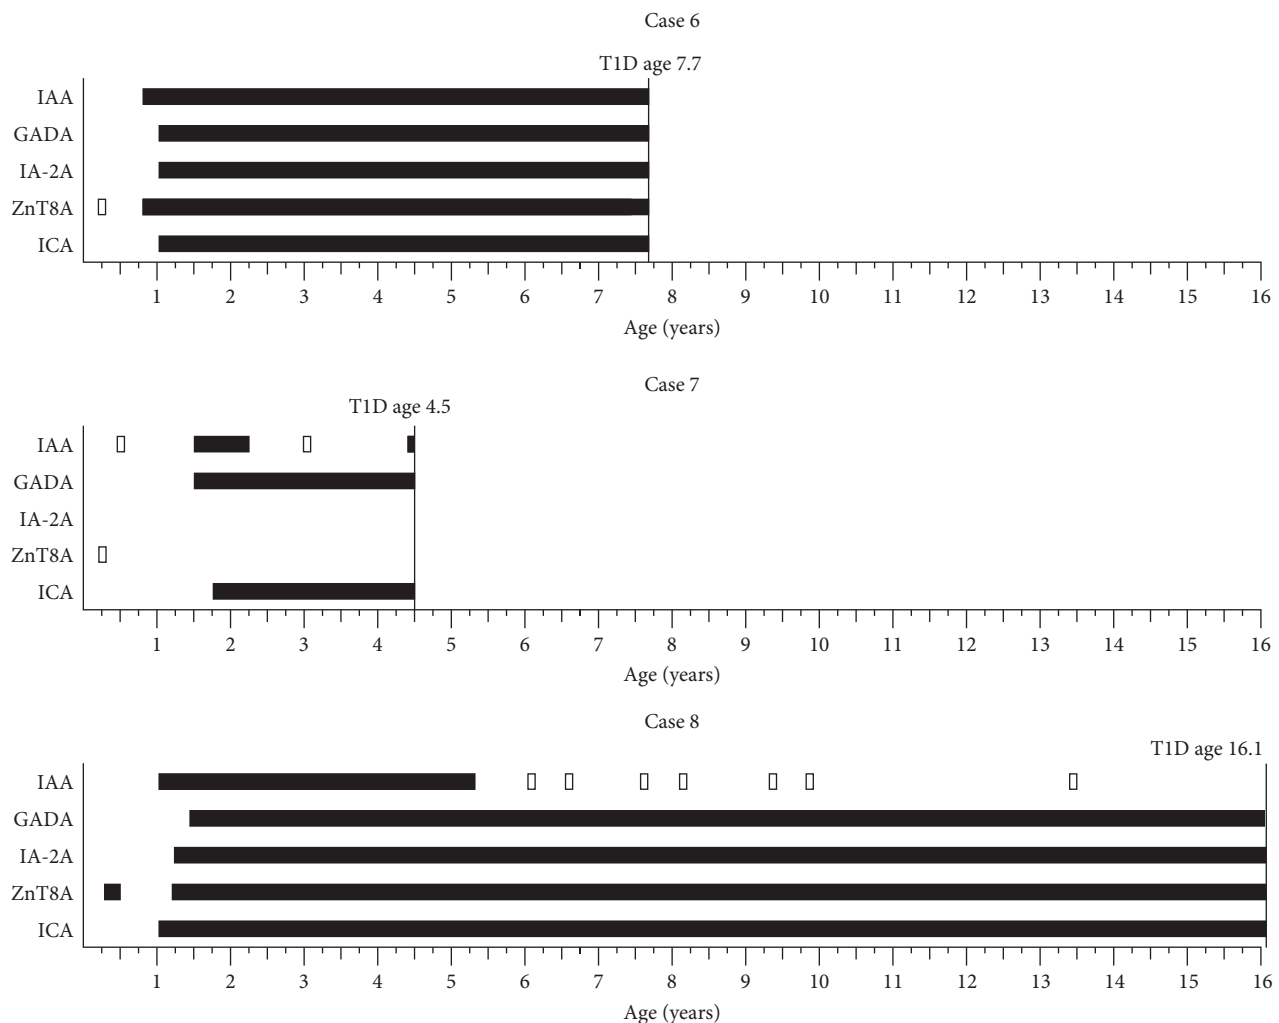 Case 6
T1D age 7.7
IAA
GADA
IA-2A
ZnT8A
ICA
1 2 3 4 5 6 7 8 9 10 11 12 13 14 15 16
Age (years)
Case 7
T1D age 4.5
IAA
GADA
IA-2A
ZnT8A
ICA
1 2 3 4 5 6 7 8 9 10 11 12 13 14 15 16
Age (years)
Case 8
T1D age 16.1
IAA
GADA
IA-2A
ZnT8A
ICA
1 2 3 4 5 6 7 8 9 10 11 12 13 14 15 16
Age (years)